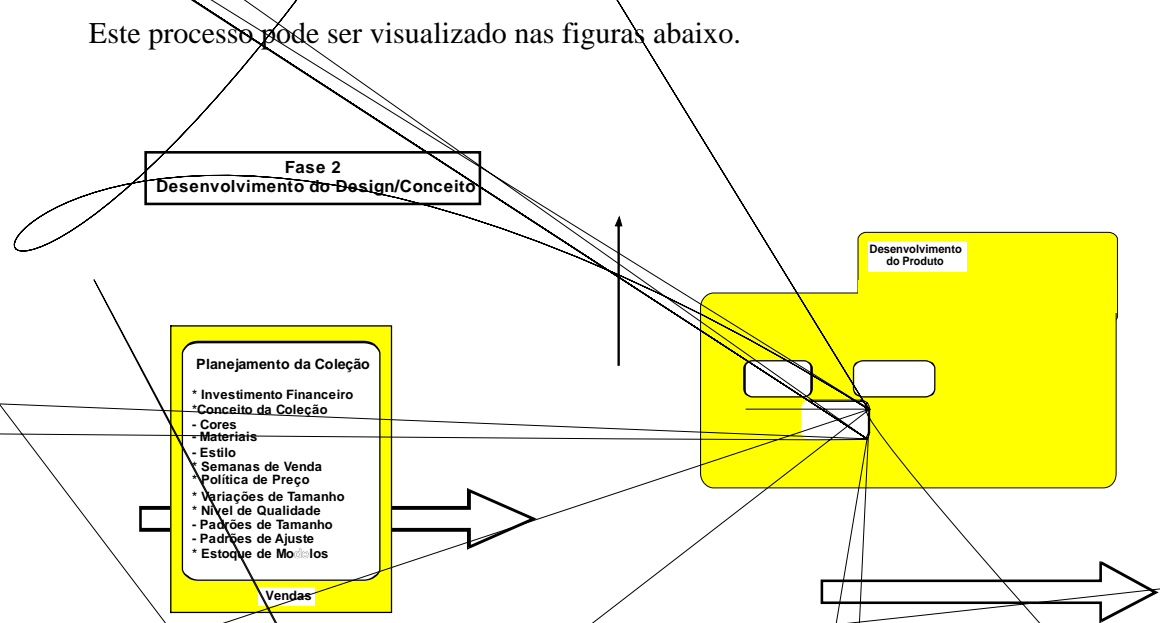 Este processo pode ser visualizado nas figuras abaixo.
Fase 2
Desenvolvimento do Design/Conceito
Desenvolvimento
do Produto
Planejamento da Coleção
* Investimento Financeiro
*Conceito da Coleção
- Cores
- Materiais
- Estilo
* Semanas de Venda
* Política de Preço
* Variações de Tamanho
* Nível de Qualidade
- Padrões de Tamanho
- Padrões de Ajuste
* Estoque de Modelos
Vendas